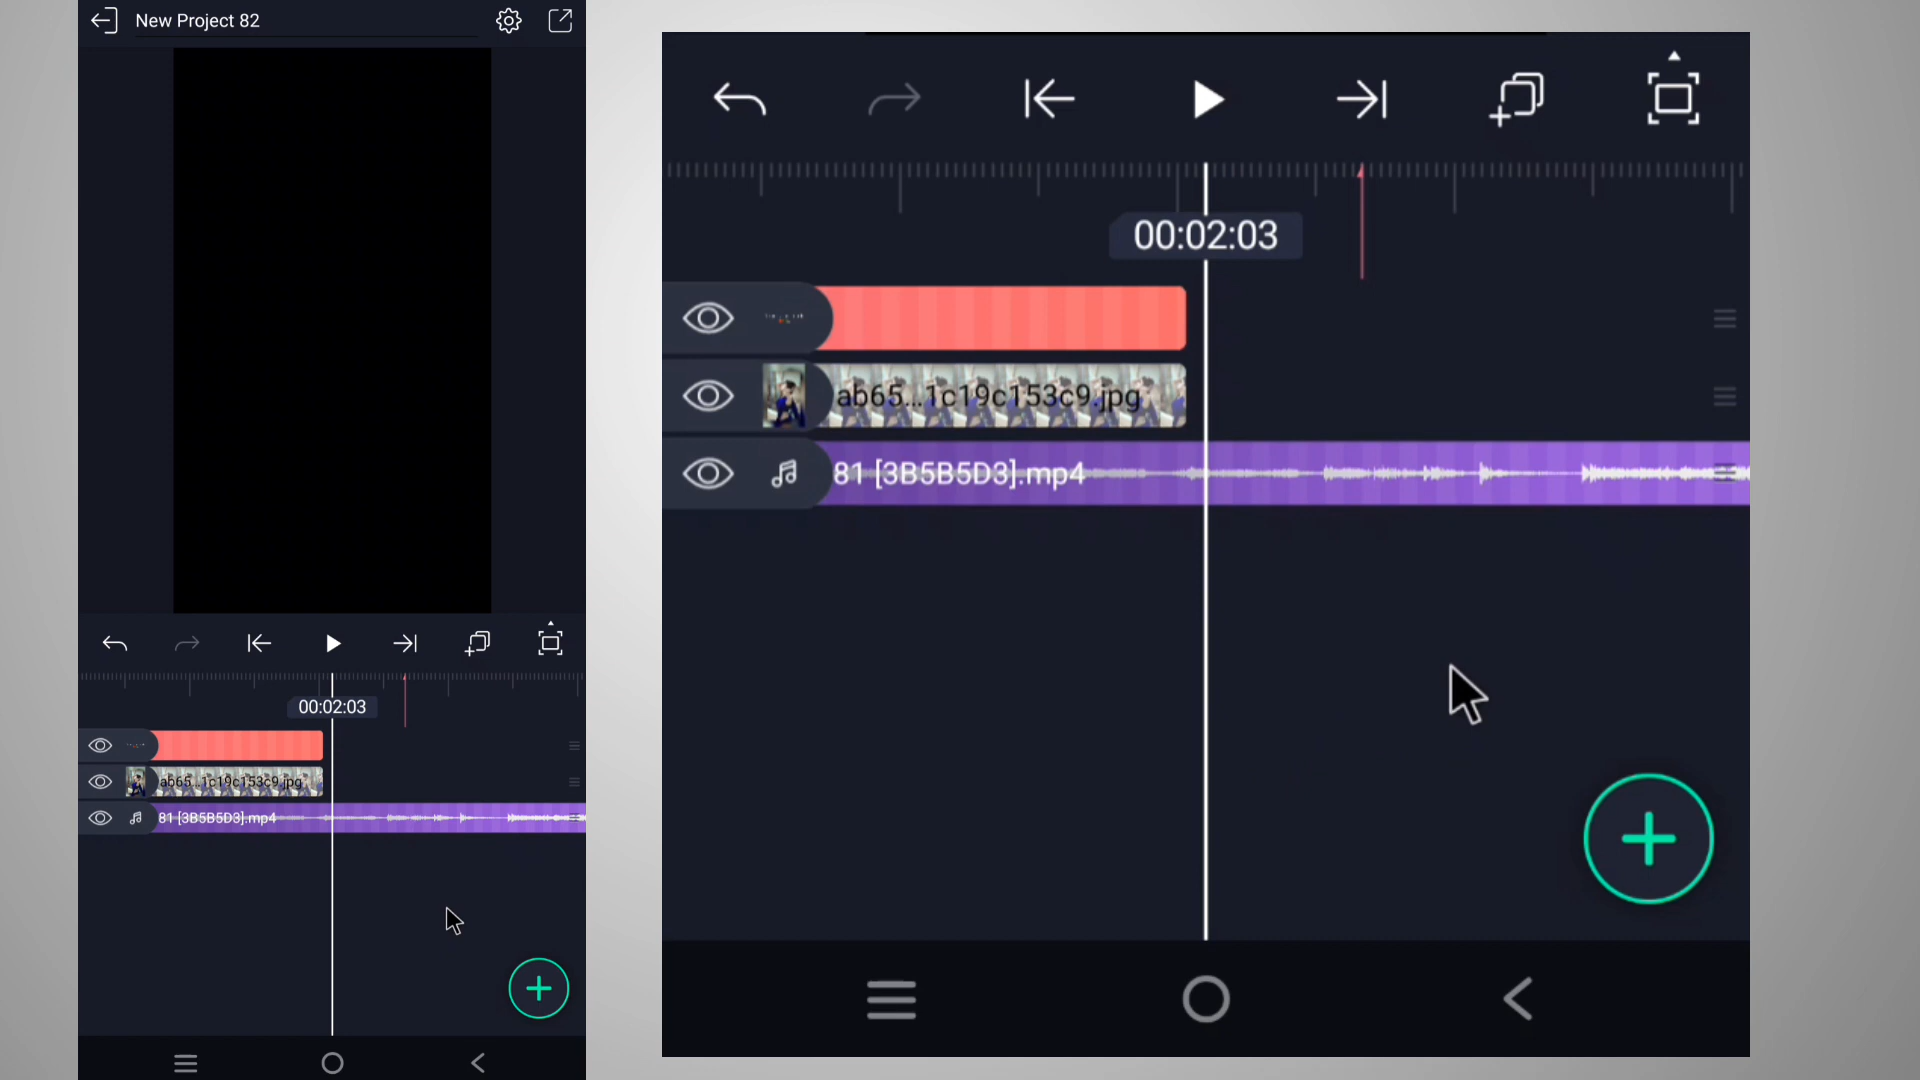 New Project 82
00:02:03
ab65...1c19c153c9.jpg
81 [3B5B5D3].mp4
00:02:03
ab65...1c19c153c9.jpg
81 [3B5B5D3].mp4